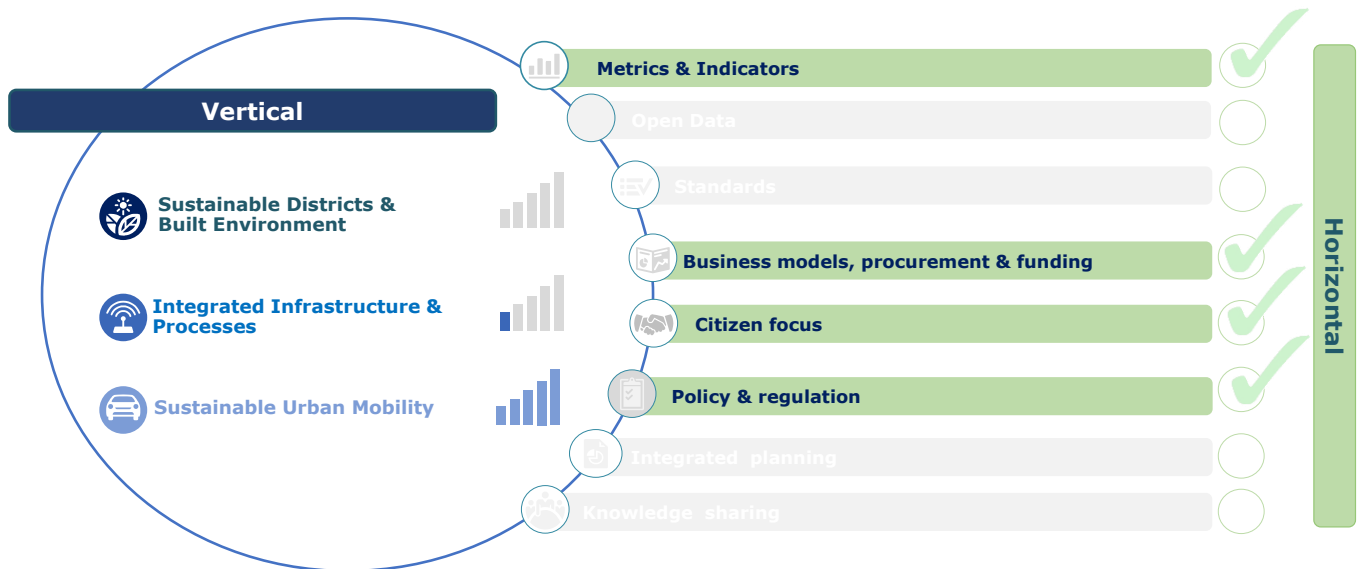 Vertical
Sustainable Districts &
Built Environment
Integrated Infrastructure &
Processes
Sustainable Urban Mobility
Metrics & Indicators
Open Data
Standards
Business models, procurement & funding
Citizen focus
Policy & regulation
Integrated planning
Knowledge sharing
Horizontal